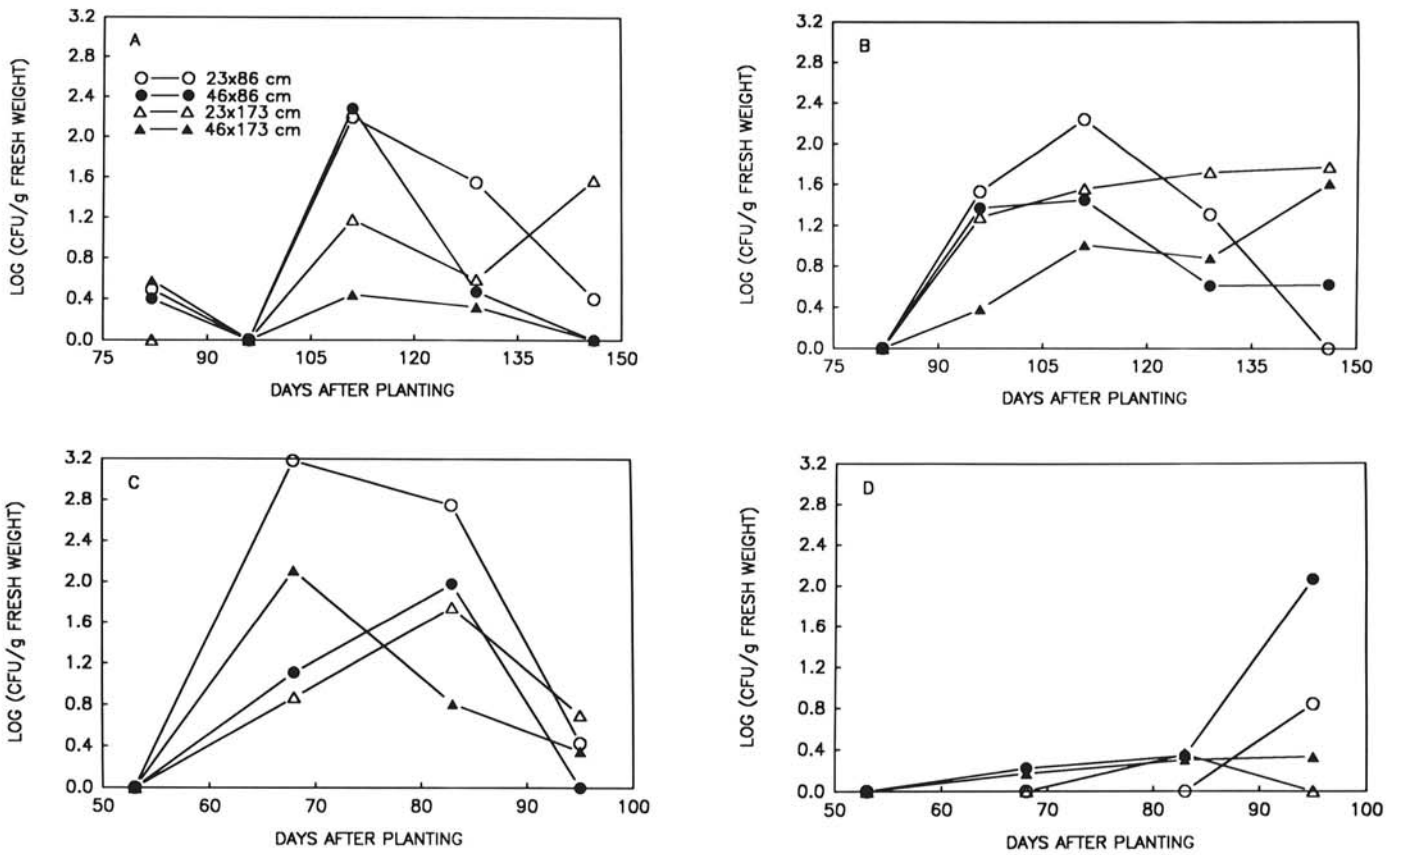 A
3.2
2.8
2.4
2.0
1.6
1.2
0.8
0.4
0.0
LOG (CFU/g FRESH WEIGHT)
23x86 cm
46x86 cm
23x173 cm
46x173 cm
75 90 105 120 135 150
DAYS AFTER PLANTING
B
3.2
2.8
2.4
2.0
1.6
1.2
0.8
0.4
0.0
LOG (CFU/g FRESH WEIGHT)
75 90 105 120 135 150
DAYS AFTER PLANTING
C
3.2
2.8
2.4
2.0
1.6
1.2
0.8
0.4
0.0
LOG (CFU/g FRESH WEIGHT)
50 60 70 80 90 100
DAYS AFTER PLANTING
D
3.2
2.8
2.4
2.0
1.6
1.2
0.8
0.4
0.0
LOG (CFU/g FRESH WEIGHT)
50 60 70 80 90 100
DAYS AFTER PLANTING